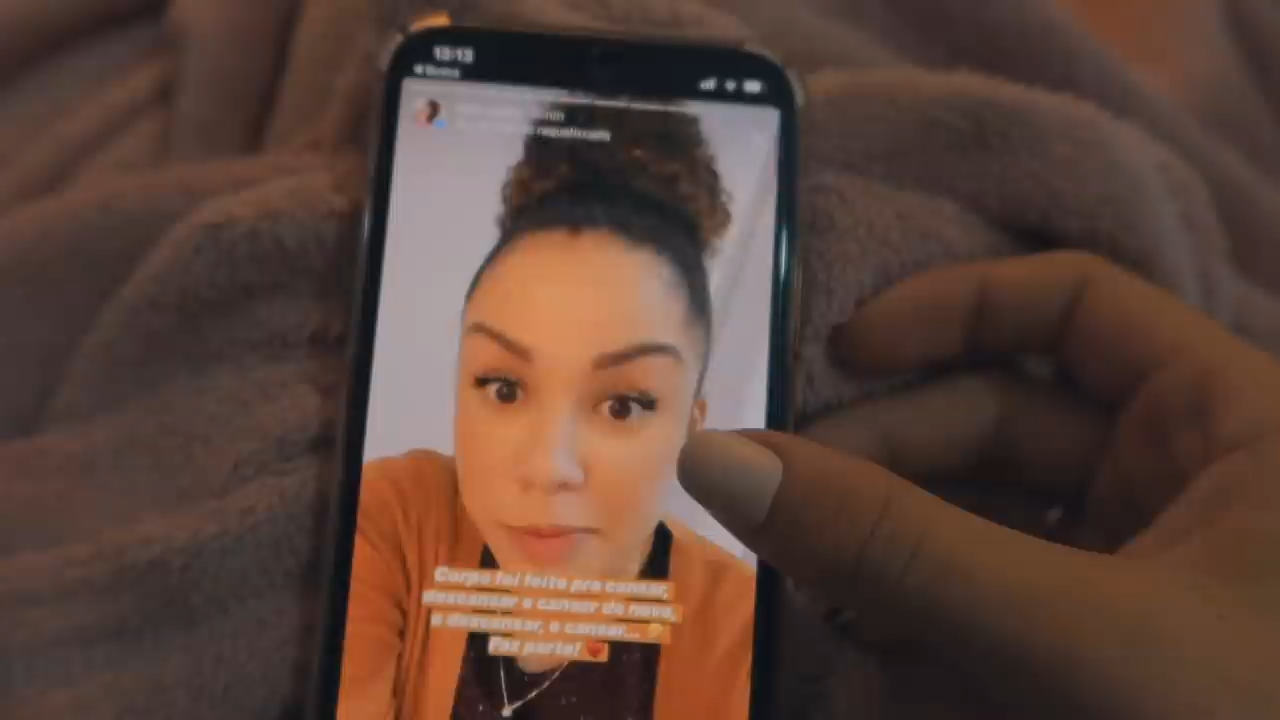 13:13
Corpo foi feito pra cansar,
descansar e cansar de novo,
e descansar, e cansar... 
Faz parte! ❤️